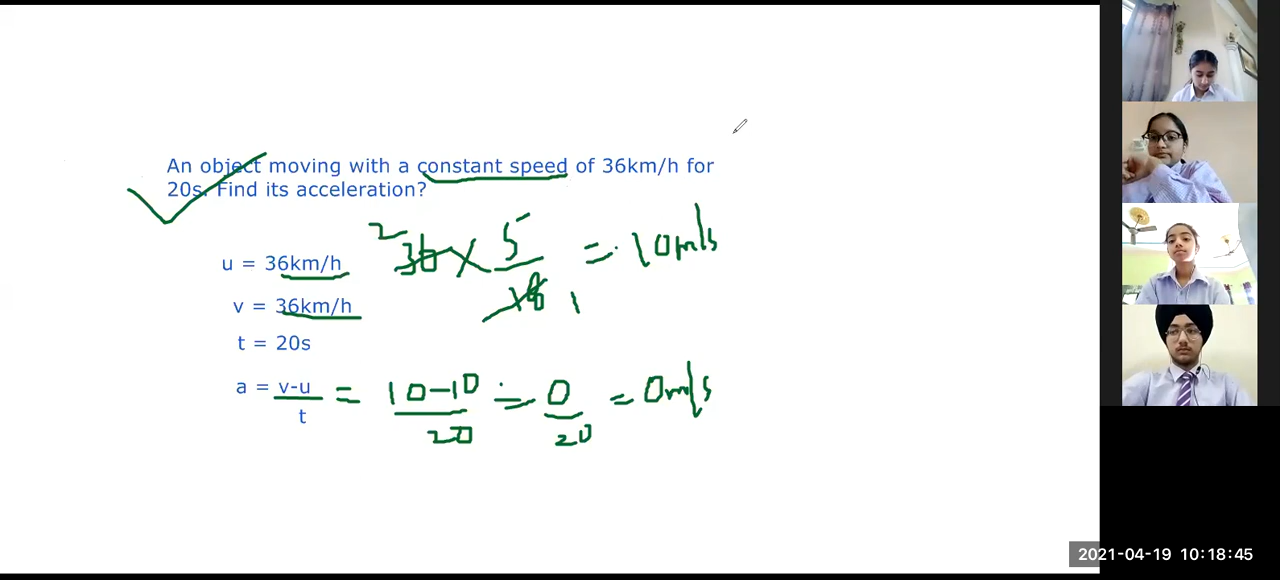 An object moving with a constant speed of 36km/h for
20s. Find its acceleration?
2
u = 36km/h 36 × 5 = 10m/s
18 1
v = 36km/h
t = 20s
a = v-u = 10-10 = 0 = 0m/s
t 20 20
2021-04-19 10:18:45